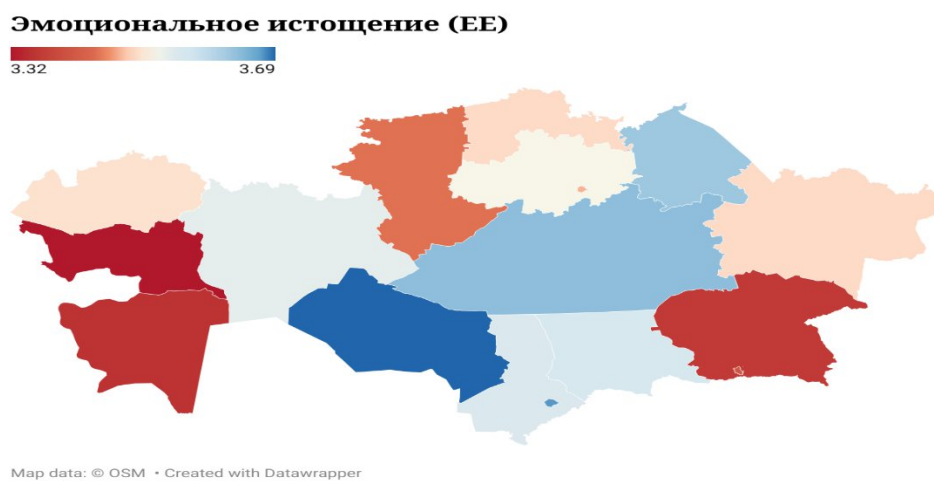 Эмоциональное истощение (EE)
3.32 3.69
Map data: © OSM • Created with Datawrapper